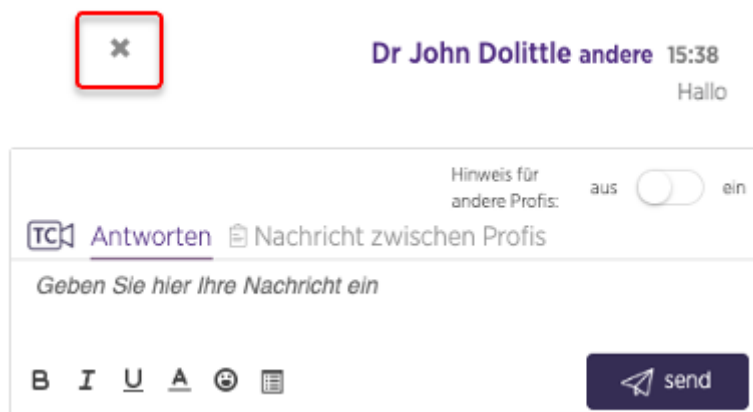 Dr John Dolittle andere 15:38
Hallo
Hinweis für
andere Profis:
aus ein
TC Antworten Nachricht zwischen Profis
Geben Sie hier Ihre Nachricht ein
B I U A
send